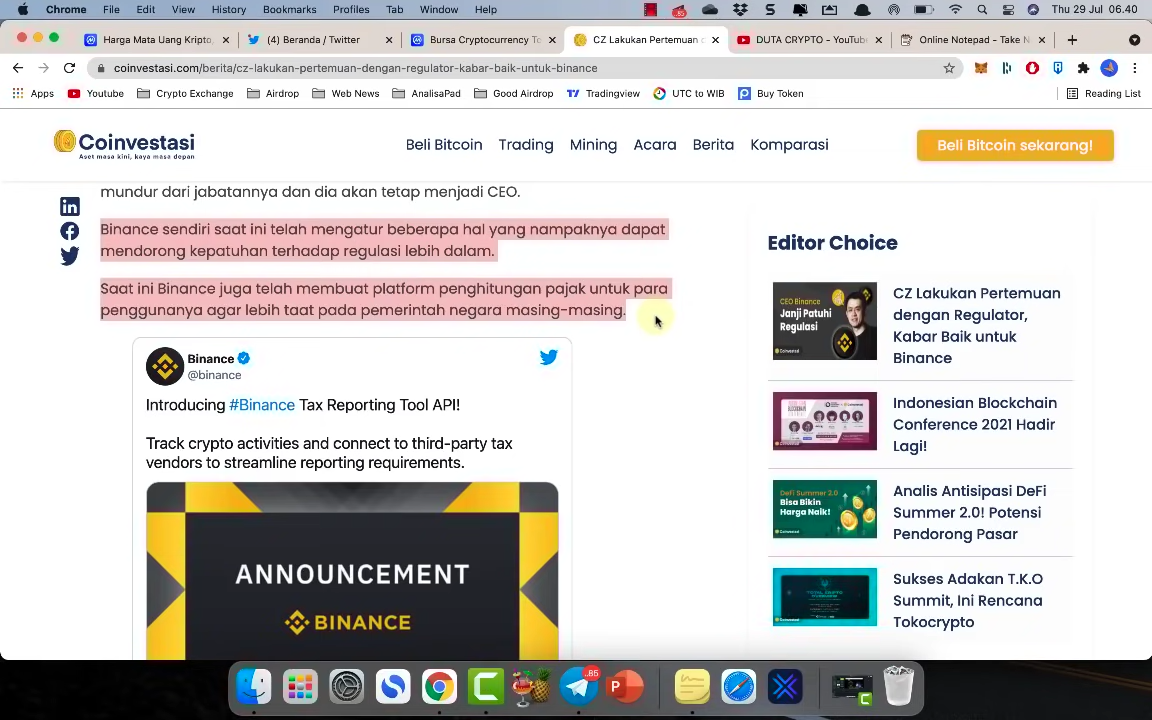 Chrome File Edit View History Bookmarks Profiles Tab Window Help Thu 29 Jul 06.40
Harga Mata Uang Kripto,
(4) Beranda / Twitter
Bursa Cryptocurrency To
CZ Lakukan Pertemuan
DUTA CRYPTO - YouTube
Online Notepad - Take N
coinvestasi.com/berita/cz-lakukan-pertemuan-dengan-regulator-kabar-baik-untuk-binance
Apps Youtube Crypto Exchange Airdrop Web News AnalisaPad Good Airdrop Tradingview UTC to WIB Buy Token Reading List
Coinvestasi
Aset masa kini, kaya masa depan
Beli Bitcoin Trading Mining Acara Berita Komparasi
Beli Bitcoin sekarang!
mundur dari jabatannya dan dia akan tetap menjadi CEO.
Binance sendiri saat ini telah mengatur beberapa hal yang nampaknya dapat
mendorong kepatuhan terhadap regulasi lebih dalam.
Saat ini Binance juga telah membuat platform penghitungan pajak untuk para
penggunanya agar lebih taat pada pemerintah negara masing-masing.
Binance
@binance
Introducing #Binance Tax Reporting Tool API!
Track crypto activities and connect to third-party tax
vendors to streamline reporting requirements.
ANNOUNCEMENT
BINANCE
Editor Choice
CEO Binance
Janji Patuhi
Regulasi
CZ Lakukan Pertemuan
dengan Regulator,
Kabar Baik untuk
Binance
Indonesian Blockchain
Conference 2021 Hadir
Lagi!
DeFi Summer 2.0
Bisa Bikin
Harga Naik!
Analis Antisipasi DeFi
Summer 2.0! Potensi
Pendorong Pasar
Sukses Adakan T.K.O
Summit, Ini Rencana
Tokocrypto